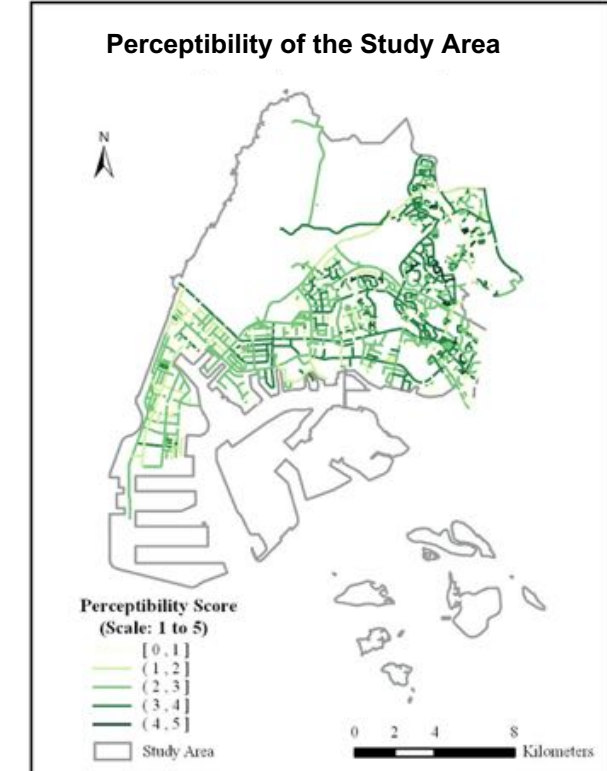 Perceptibility of the Study Area
N
Perceptibility Score
(Scale: 1 to 5)
[ 0 , 1 ]
( 1 , 2 ]
( 2 , 3 ]
( 3 , 4 ]
( 4 , 5 ]
Study Area
0 2 4 8
Kilometers